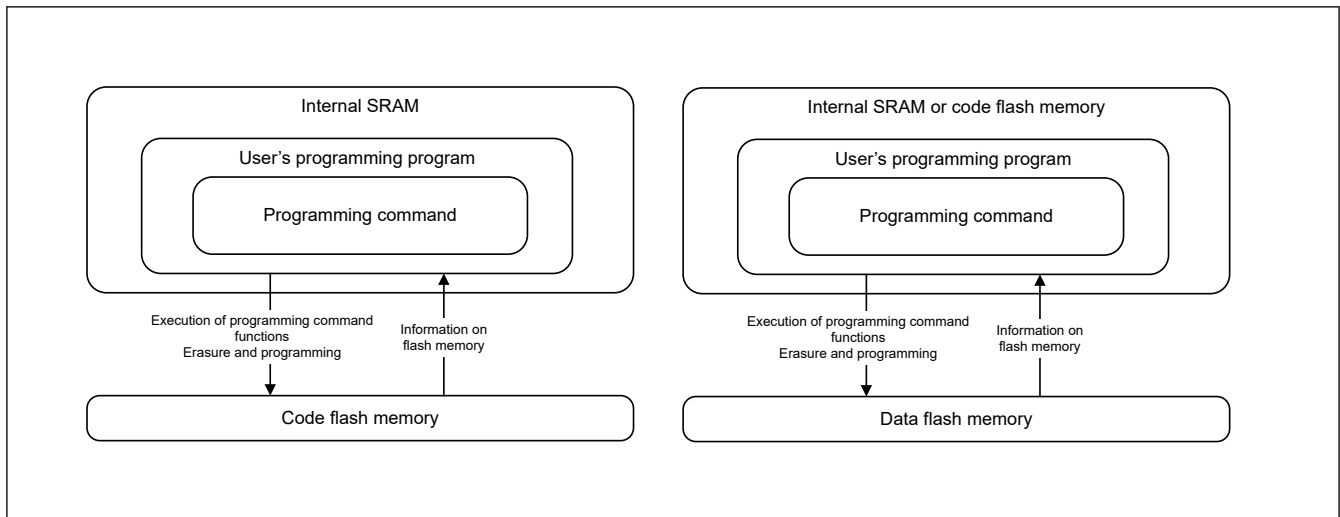 Internal SRAM
User’s programming program
Programming command
Execution of programming command
functions
Erasure and programming
Information on
flash memory
Code flash memory
Internal SRAM or code flash memory
User’s programming program
Programming command
Execution of programming command
functions
Erasure and programming
Information on
flash memory
Data flash memory